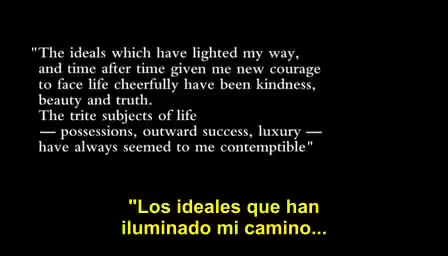 "The ideals which have lighted my way,
and time after time given me new courage
to face life cheerfully have been kindness,
beauty and truth.
The trite subjects of life
— possessions, outward success, luxury —
have always seemed to me contemptible"
"Los ideales que han
iluminado mi camino...